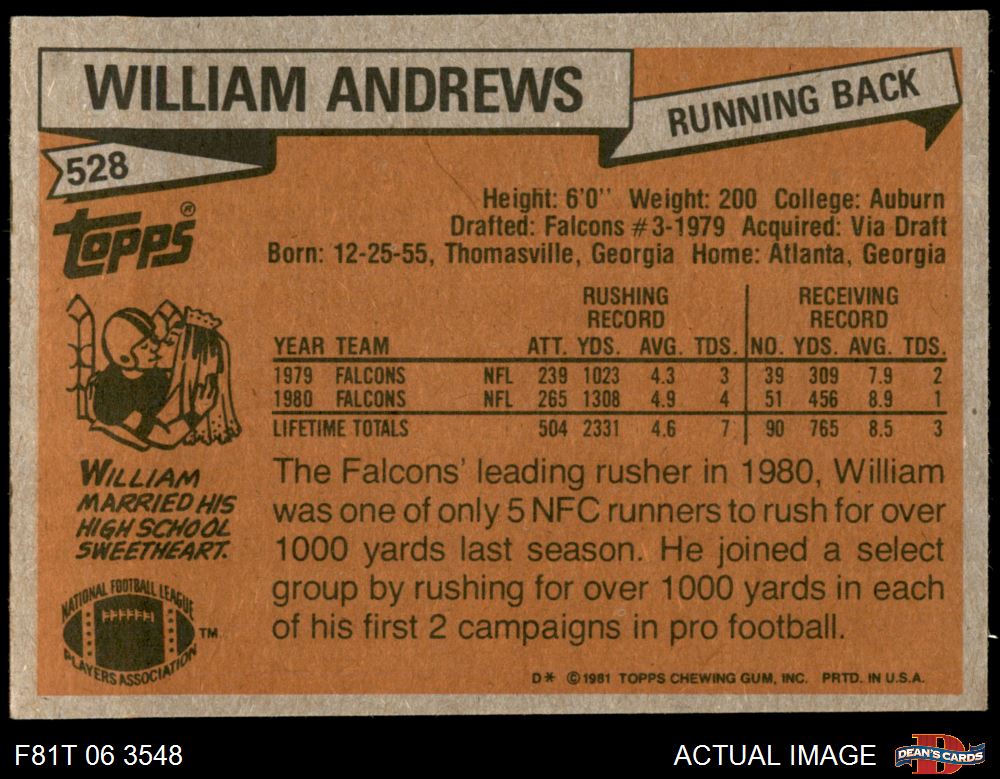 WILLIAM ANDREWS
RUNNING BACK
528
TOPPS®
Height: 6'0'' Weight: 200 College: Auburn
Drafted: Falcons #3-1979 Acquired: Via Draft
Born: 12-25-55, Thomasville, Georgia Home: Atlanta, Georgia
RUSHING RECORD RECEIVING RECORD
YEAR TEAM ATT. YDS. AVG. TDS. NO. YDS. AVG. TDS.
1979 FALCONS NFL 239 1023 4.3 3 39 309 7.9 2
1980 FALCONS NFL 265 1308 4.9 4 51 456 8.9 1
LIFETIME TOTALS 504 2331 4.6 7 90 765 8.5 3
WILLIAM
MARRIED HIS
HIGH SCHOOL
SWEETHEART.
The Falcons' leading rusher in 1980, William
was one of only 5 NFC runners to rush for over
1000 yards last season. He joined a select
group by rushing for over 1000 yards in each
of his first 2 campaigns in pro football.
NATIONAL FOOTBALL LEAGUE
PLAYERS ASSOCIATION
TM
D* ©1981 TOPPS CHEWING GUM, INC. PRTD. IN U.S.A.
F81T 06 3548
ACTUAL IMAGE
DEAN'S CARDS